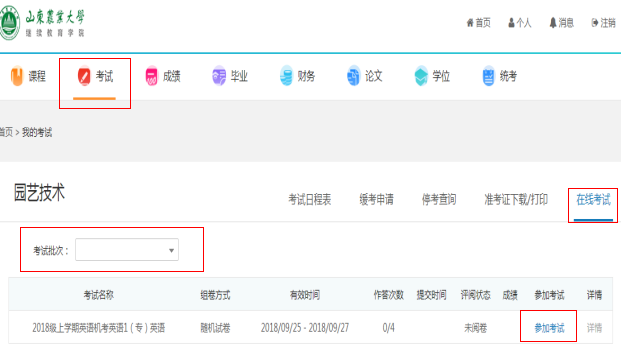 山東農業大學
继续教育学院
首页 个人 消息 注销
课程 考试 成绩 毕业 财务 论文 学位 统考
首页 > 我的考试
园艺技术
考试日程表 缓考申请 停考查询 准考证下载/打印 在线考试
考试批次：
考试名称 组卷方式 有效时间 作答次数 提交时间 评阅状态 成绩 参加考试 详情
2018级上学期英语机考英语1（专）英语 随机试卷 2018/09/25 - 2018/09/27 0/4 未阅卷 参加考试 详情